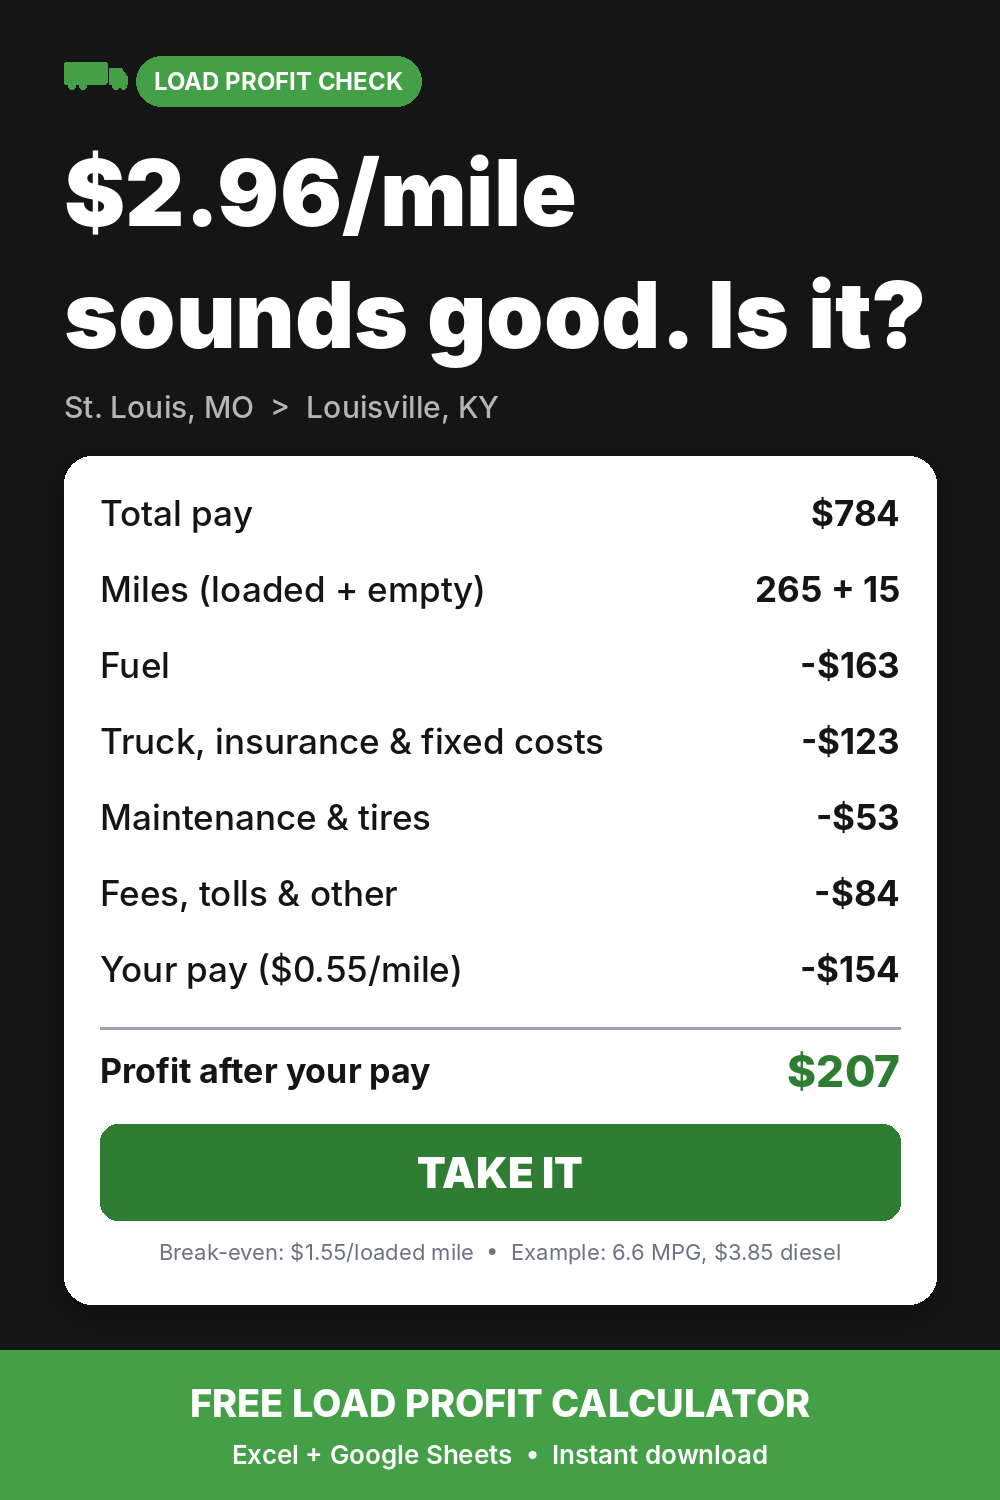 LOAD PROFIT CHECK
$2.96/mile
sounds good. Is it?
St. Louis, MO > Louisville, KY
Total pay $784
Miles (loaded + empty) 265 + 15
Fuel -$163
Truck, insurance & fixed costs -$123
Maintenance & tires -$53
Fees, tolls & other -$84
Your pay ($0.55/mile) -$154
Profit after your pay $207
TAKE IT
Break-even: $1.55/loaded mile • Example: 6.6 MPG, $3.85 diesel
FREE LOAD PROFIT CALCULATOR
Excel + Google Sheets • Instant download